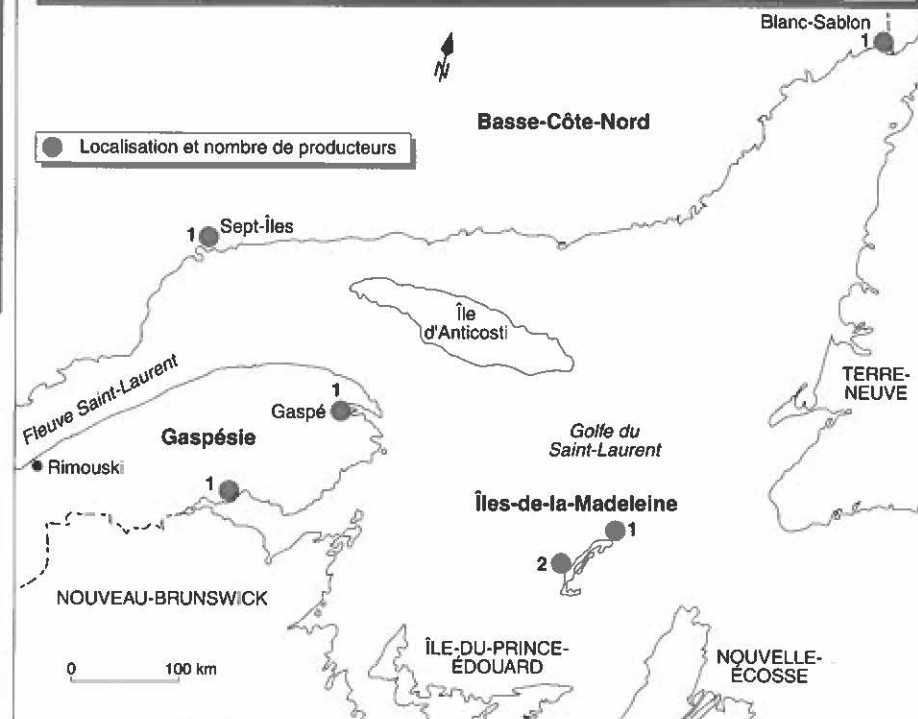 Blanc-Sablon
1
N
Basse-Côte-Nord
Localisation et nombre de producteurs
1 Sept-Îles
Île
d'Anticosti
Fleuve Saint-Laurent
1
Gaspé
TERRE-
NEUVE
Gaspésie
Golfe du
Saint-Laurent
Rimouski
1
Îles-de-la-Madeleine
1
2
NOUVEAU-BRUNSWICK
ÎLE-DU-PRINCE-
ÉDOUARD
NOUVELLE-
ÉCOSSE
0 100 km